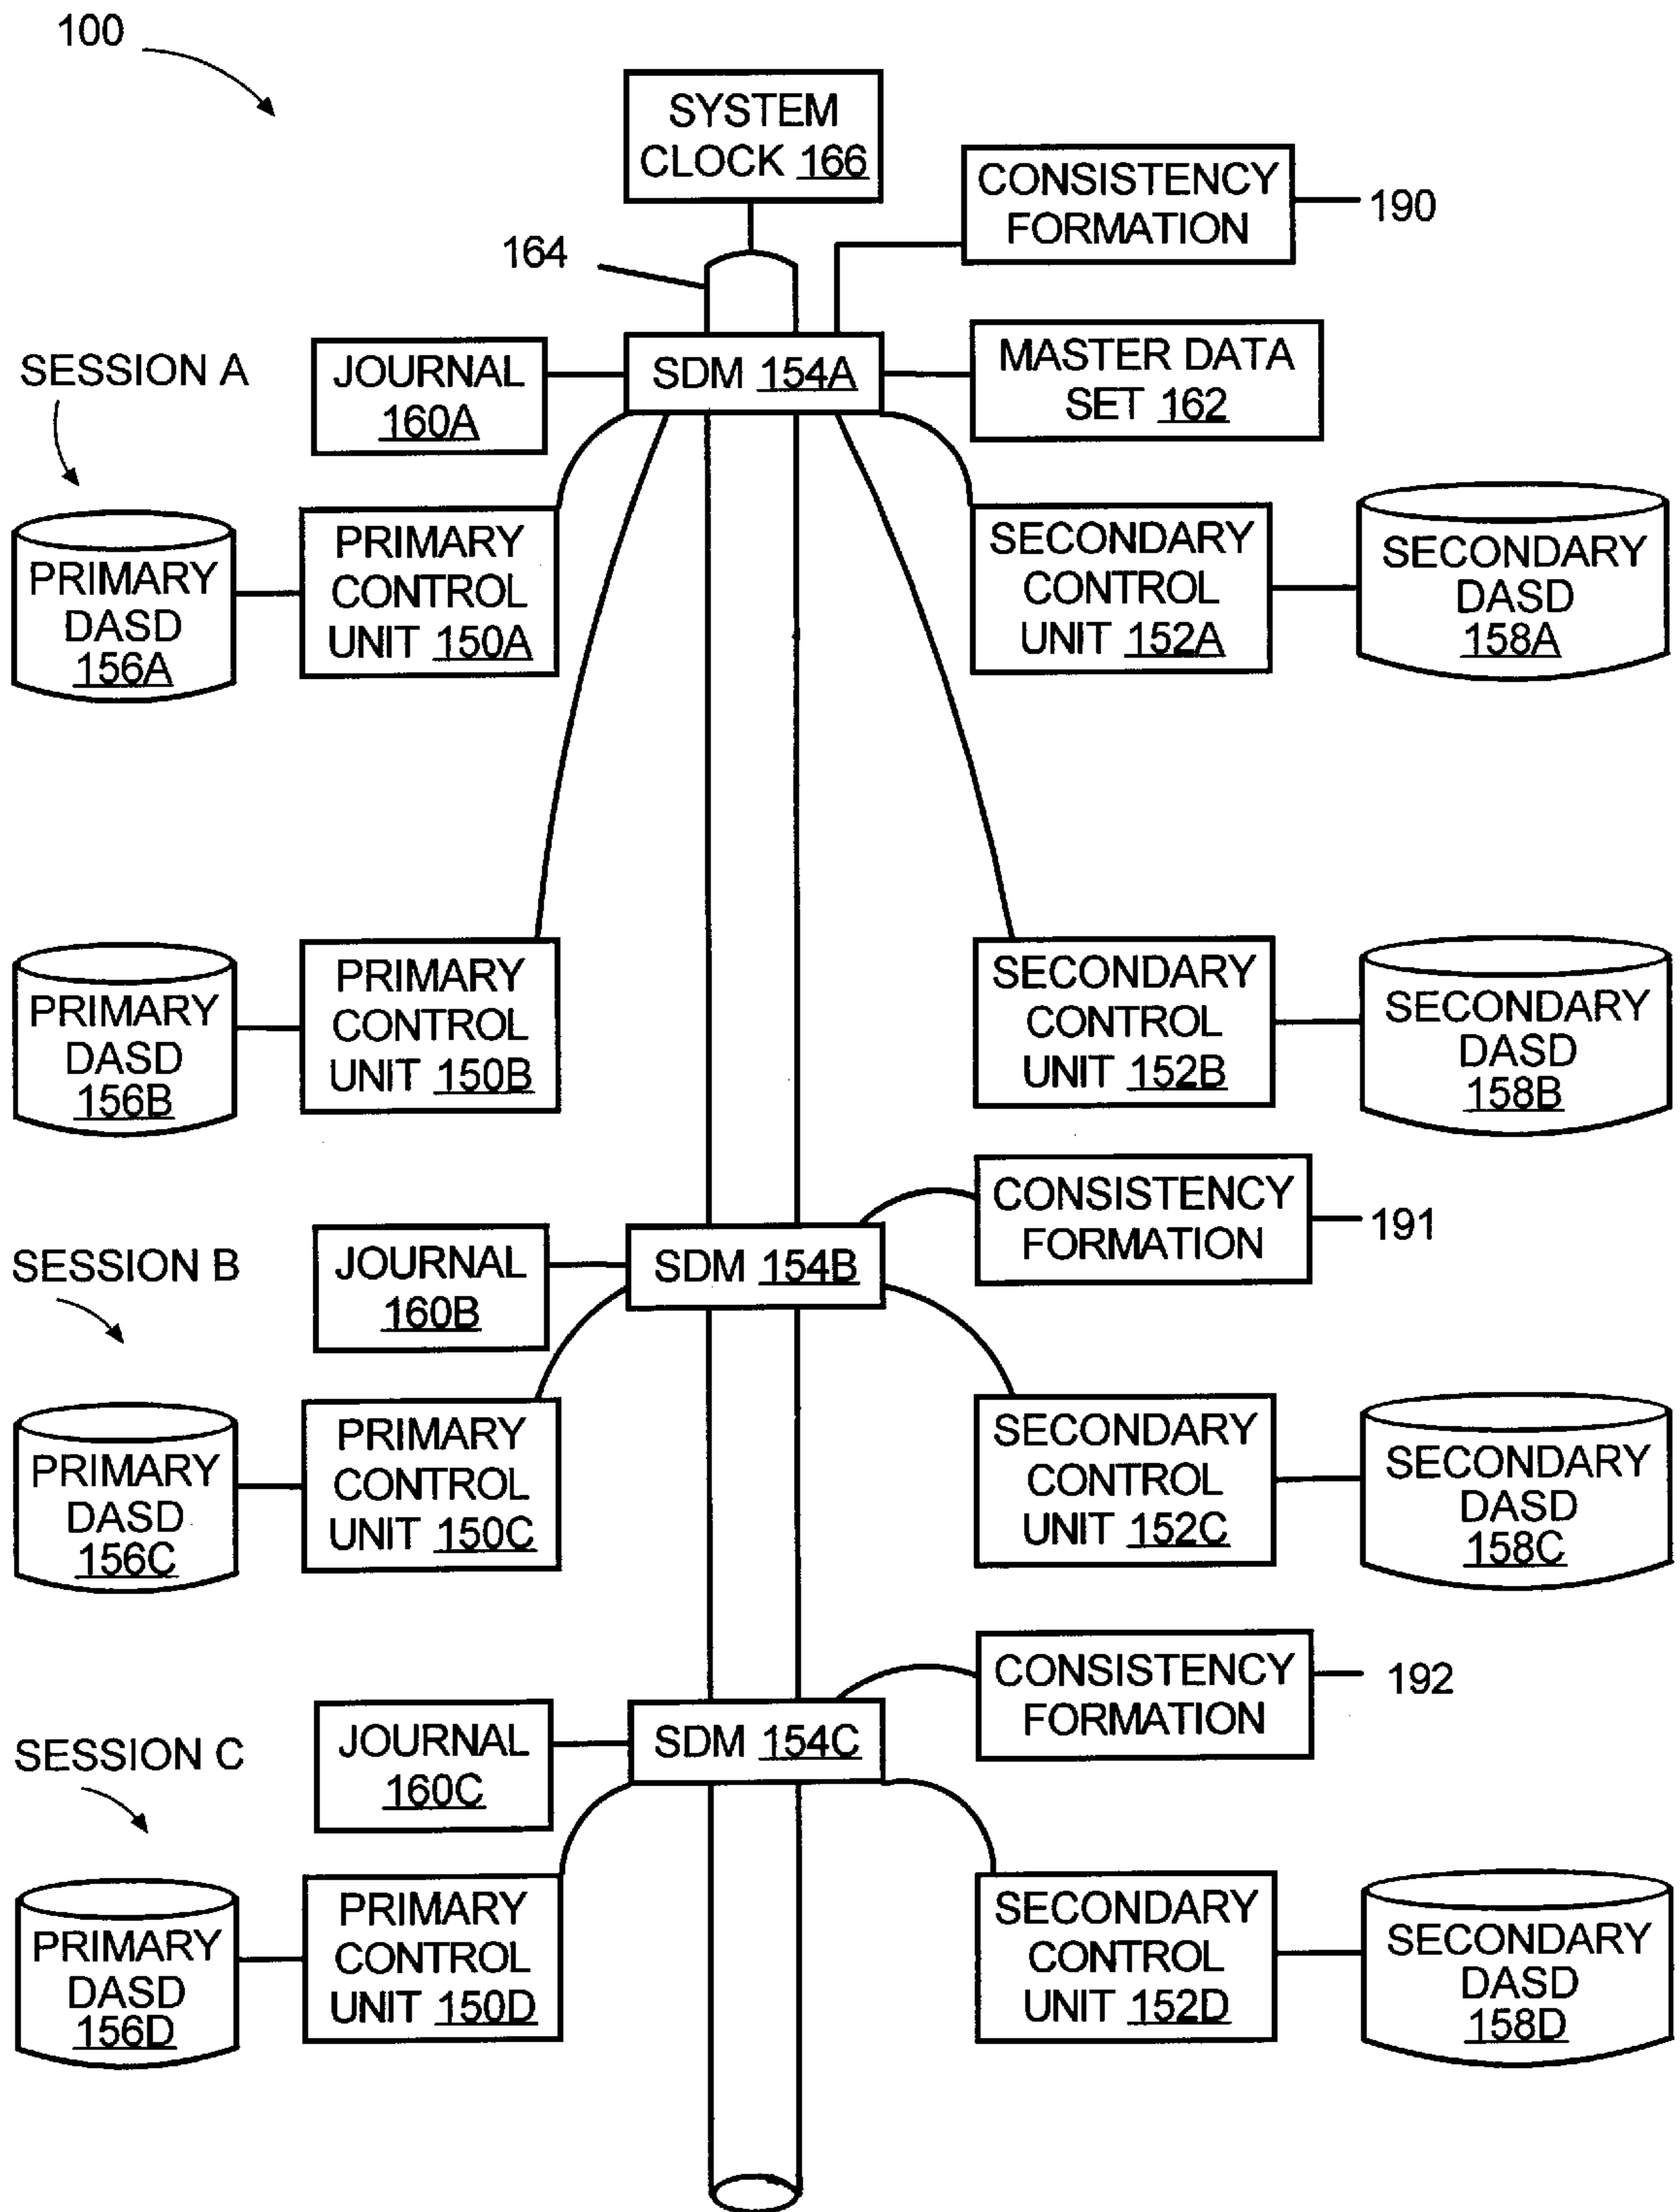 100
SYSTEM
CLOCK 166
CONSISTENCY
FORMATION
190
164
SESSION A
JOURNAL
160A
SDM 154A
MASTER DATA
SET 162
PRIMARY
DASD
156A
PRIMARY
CONTROL
UNIT 150A
SECONDARY
CONTROL
UNIT 152A
SECONDARY
DASD
158A
PRIMARY
DASD
156B
PRIMARY
CONTROL
UNIT 150B
SECONDARY
CONTROL
UNIT 152B
SECONDARY
DASD
158B
CONSISTENCY
FORMATION
191
SESSION B
JOURNAL
160B
SDM 154B
PRIMARY
DASD
156C
PRIMARY
CONTROL
UNIT 150C
SECONDARY
CONTROL
UNIT 152C
SECONDARY
DASD
158C
CONSISTENCY
FORMATION
192
SESSION C
JOURNAL
160C
SDM 154C
PRIMARY
DASD
156D
PRIMARY
CONTROL
UNIT 150D
SECONDARY
CONTROL
UNIT 152D
SECONDARY
DASD
158D